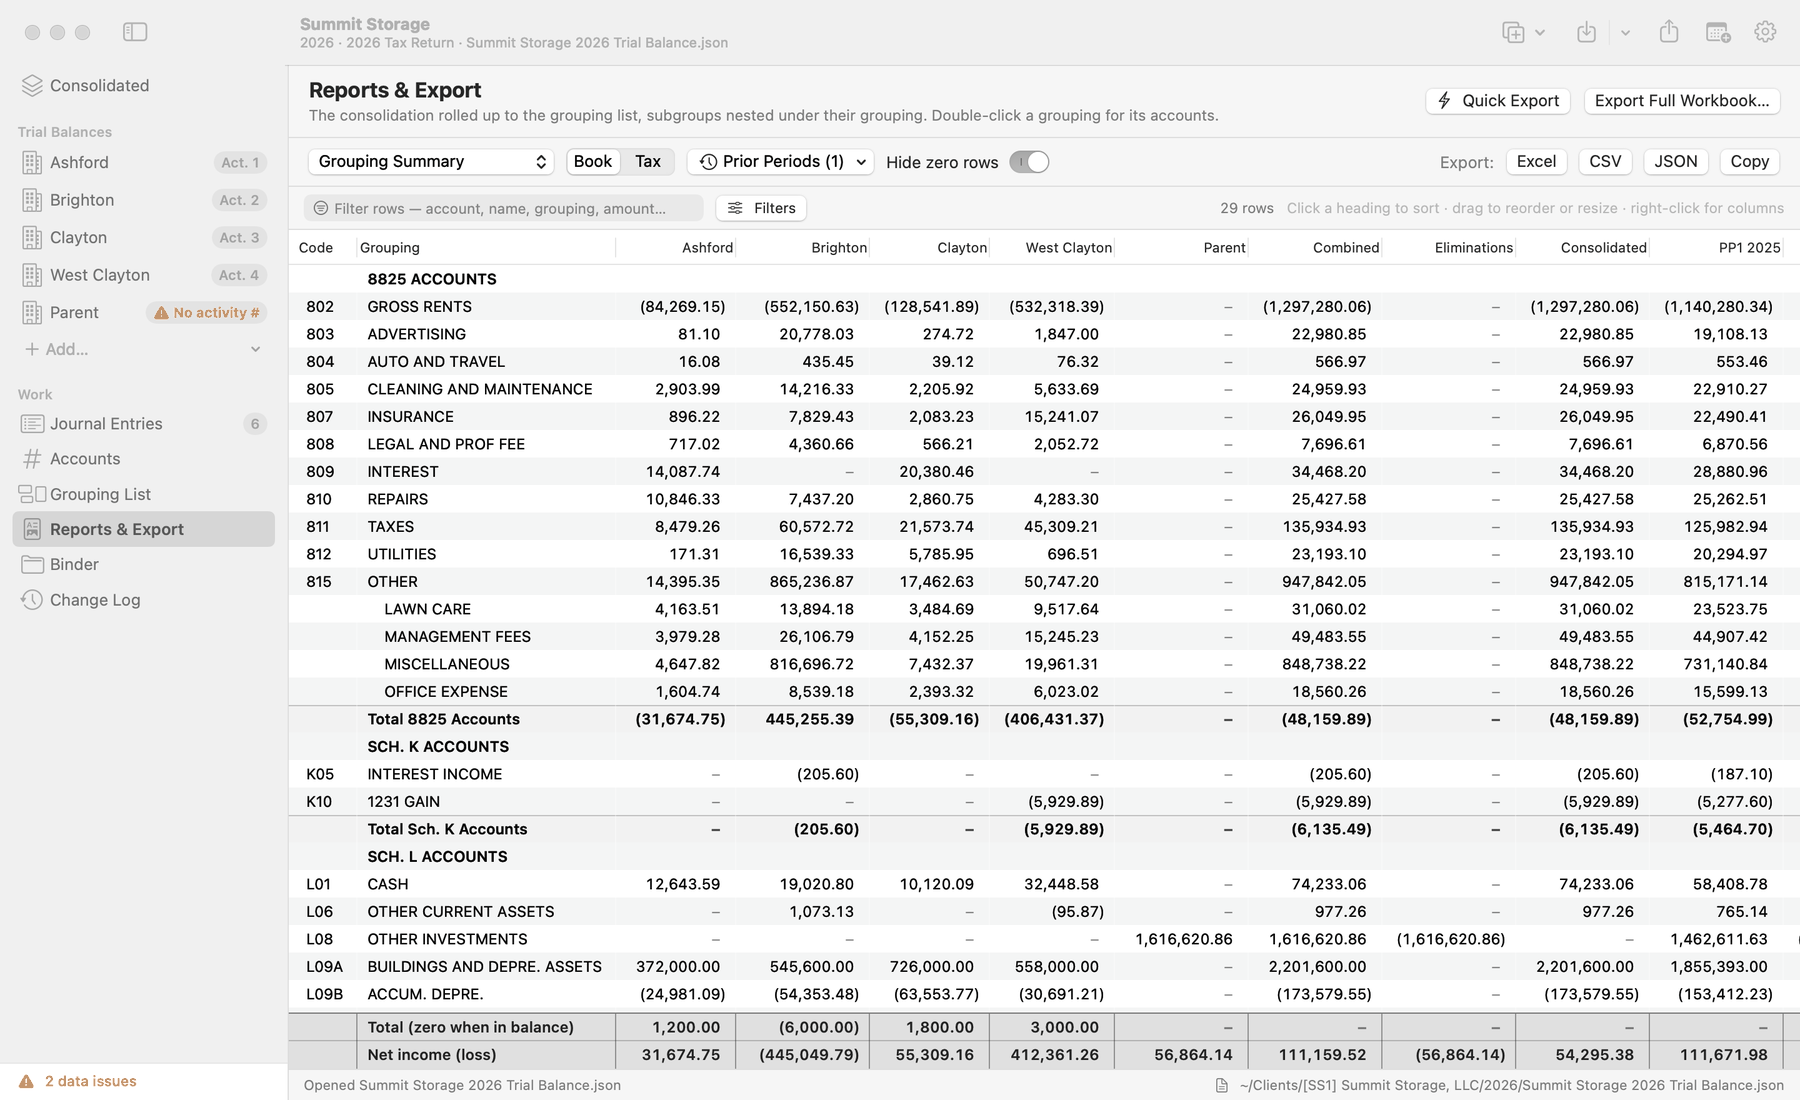 Summit Storage
2026 · 2026 Tax Return · Summit Storage 2026 Trial Balance.json
Consolidated
Trial Balances
Ashford Act. 1
Brighton Act. 2
Clayton Act. 3
West Clayton Act. 4
Parent No activity #
+ Add...
Work
Journal Entries 6
Accounts
Grouping List
Reports & Export
Binder
Change Log
2 data issues
Reports & Export
The consolidation rolled up to the grouping list, subgroups nested under their grouping. Double-click a grouping for its accounts.
Quick Export Export Full Workbook...
Grouping Summary Book Tax Prior Periods (1) Hide zero rows Export: Excel CSV JSON Copy
Filter rows — account, name, grouping, amount... Filters 29 rows Click a heading to sort · drag to reorder or resize · right-click for columns
Code Grouping Ashford Brighton Clayton West Clayton Parent Combined Eliminations Consolidated PP1 2025
8825 ACCOUNTS
802 GROSS RENTS (84,269.15) (552,150.63) (128,541.89) (532,318.39) – (1,297,280.06) – (1,297,280.06) (1,140,280.34)
803 ADVERTISING 81.10 20,778.03 274.72 1,847.00 – 22,980.85 – 22,980.85 19,108.13
804 AUTO AND TRAVEL 16.08 435.45 39.12 76.32 – 566.97 – 566.97 553.46
805 CLEANING AND MAINTENANCE 2,903.99 14,216.33 2,205.92 5,633.69 – 24,959.93 – 24,959.93 22,910.27
807 INSURANCE 896.22 7,829.43 2,083.23 15,241.07 – 26,049.95 – 26,049.95 22,490.41
808 LEGAL AND PROF FEE 717.02 4,360.66 566.21 2,052.72 – 7,696.61 – 7,696.61 6,870.56
809 INTEREST 14,087.74 – 20,380.46 – – 34,468.20 – 34,468.20 28,880.96
810 REPAIRS 10,846.33 7,437.20 2,860.75 4,283.30 – 25,427.58 – 25,427.58 25,262.51
811 TAXES 8,479.26 60,572.72 21,573.74 45,309.21 – 135,934.93 – 135,934.93 125,982.94
812 UTILITIES 171.31 16,539.33 5,785.95 696.51 – 23,193.10 – 23,193.10 20,294.97
815 OTHER 14,395.35 865,236.87 17,462.63 50,747.20 – 947,842.05 – 947,842.05 815,171.14
LAWN CARE 4,163.51 13,894.18 3,484.69 9,517.64 – 31,060.02 – 31,060.02 23,523.75
MANAGEMENT FEES 3,979.28 26,106.79 4,152.25 15,245.23 – 49,483.55 – 49,483.55 44,907.42
MISCELLANEOUS 4,647.82 816,696.72 7,432.37 19,961.31 – 848,738.22 – 848,738.22 731,140.84
OFFICE EXPENSE 1,604.74 8,539.18 2,393.32 6,023.02 – 18,560.26 – 18,560.26 15,599.13
Total 8825 Accounts (31,674.75) 445,255.39 (55,309.16) (406,431.37) – (48,159.89) – (48,159.89) (52,754.99)
SCH. K ACCOUNTS
K05 INTEREST INCOME – (205.60) – – – (205.60) – (205.60) (187.10)
K10 1231 GAIN – – – (5,929.89) – (5,929.89) – (5,929.89) (5,277.60)
Total Sch. K Accounts – (205.60) – (5,929.89) – (6,135.49) – (6,135.49) (5,464.70)
SCH. L ACCOUNTS
L01 CASH 12,643.59 19,020.80 10,120.09 32,448.58 – 74,233.06 – 74,233.06 58,408.78
L06 OTHER CURRENT ASSETS – 1,073.13 – (95.87) – 977.26 – 977.26 765.14
L08 OTHER INVESTMENTS – – – – 1,616,620.86 1,616,620.86 (1,616,620.86) – 1,462,611.63
L09A BUILDINGS AND DEPRE. ASSETS 372,000.00 545,600.00 726,000.00 558,000.00 – 2,201,600.00 – 2,201,600.00 1,855,393.00
L09B ACCUM. DEPRE. (24,981.09) (54,353.48) (63,553.77) (30,691.21) – (173,579.55) – (173,579.55) (153,412.23)
Total (zero when in balance) 1,200.00 (6,000.00) 1,800.00 3,000.00 – – – – –
Net income (loss) 31,674.75 (445,049.79) 55,309.16 412,361.26 56,864.14 111,159.52 (56,864.14) 54,295.38 111,671.98
Opened Summit Storage 2026 Trial Balance.json ~/Clients/[SS1] Summit Storage, LLC/2026/Summit Storage 2026 Trial Balance.json